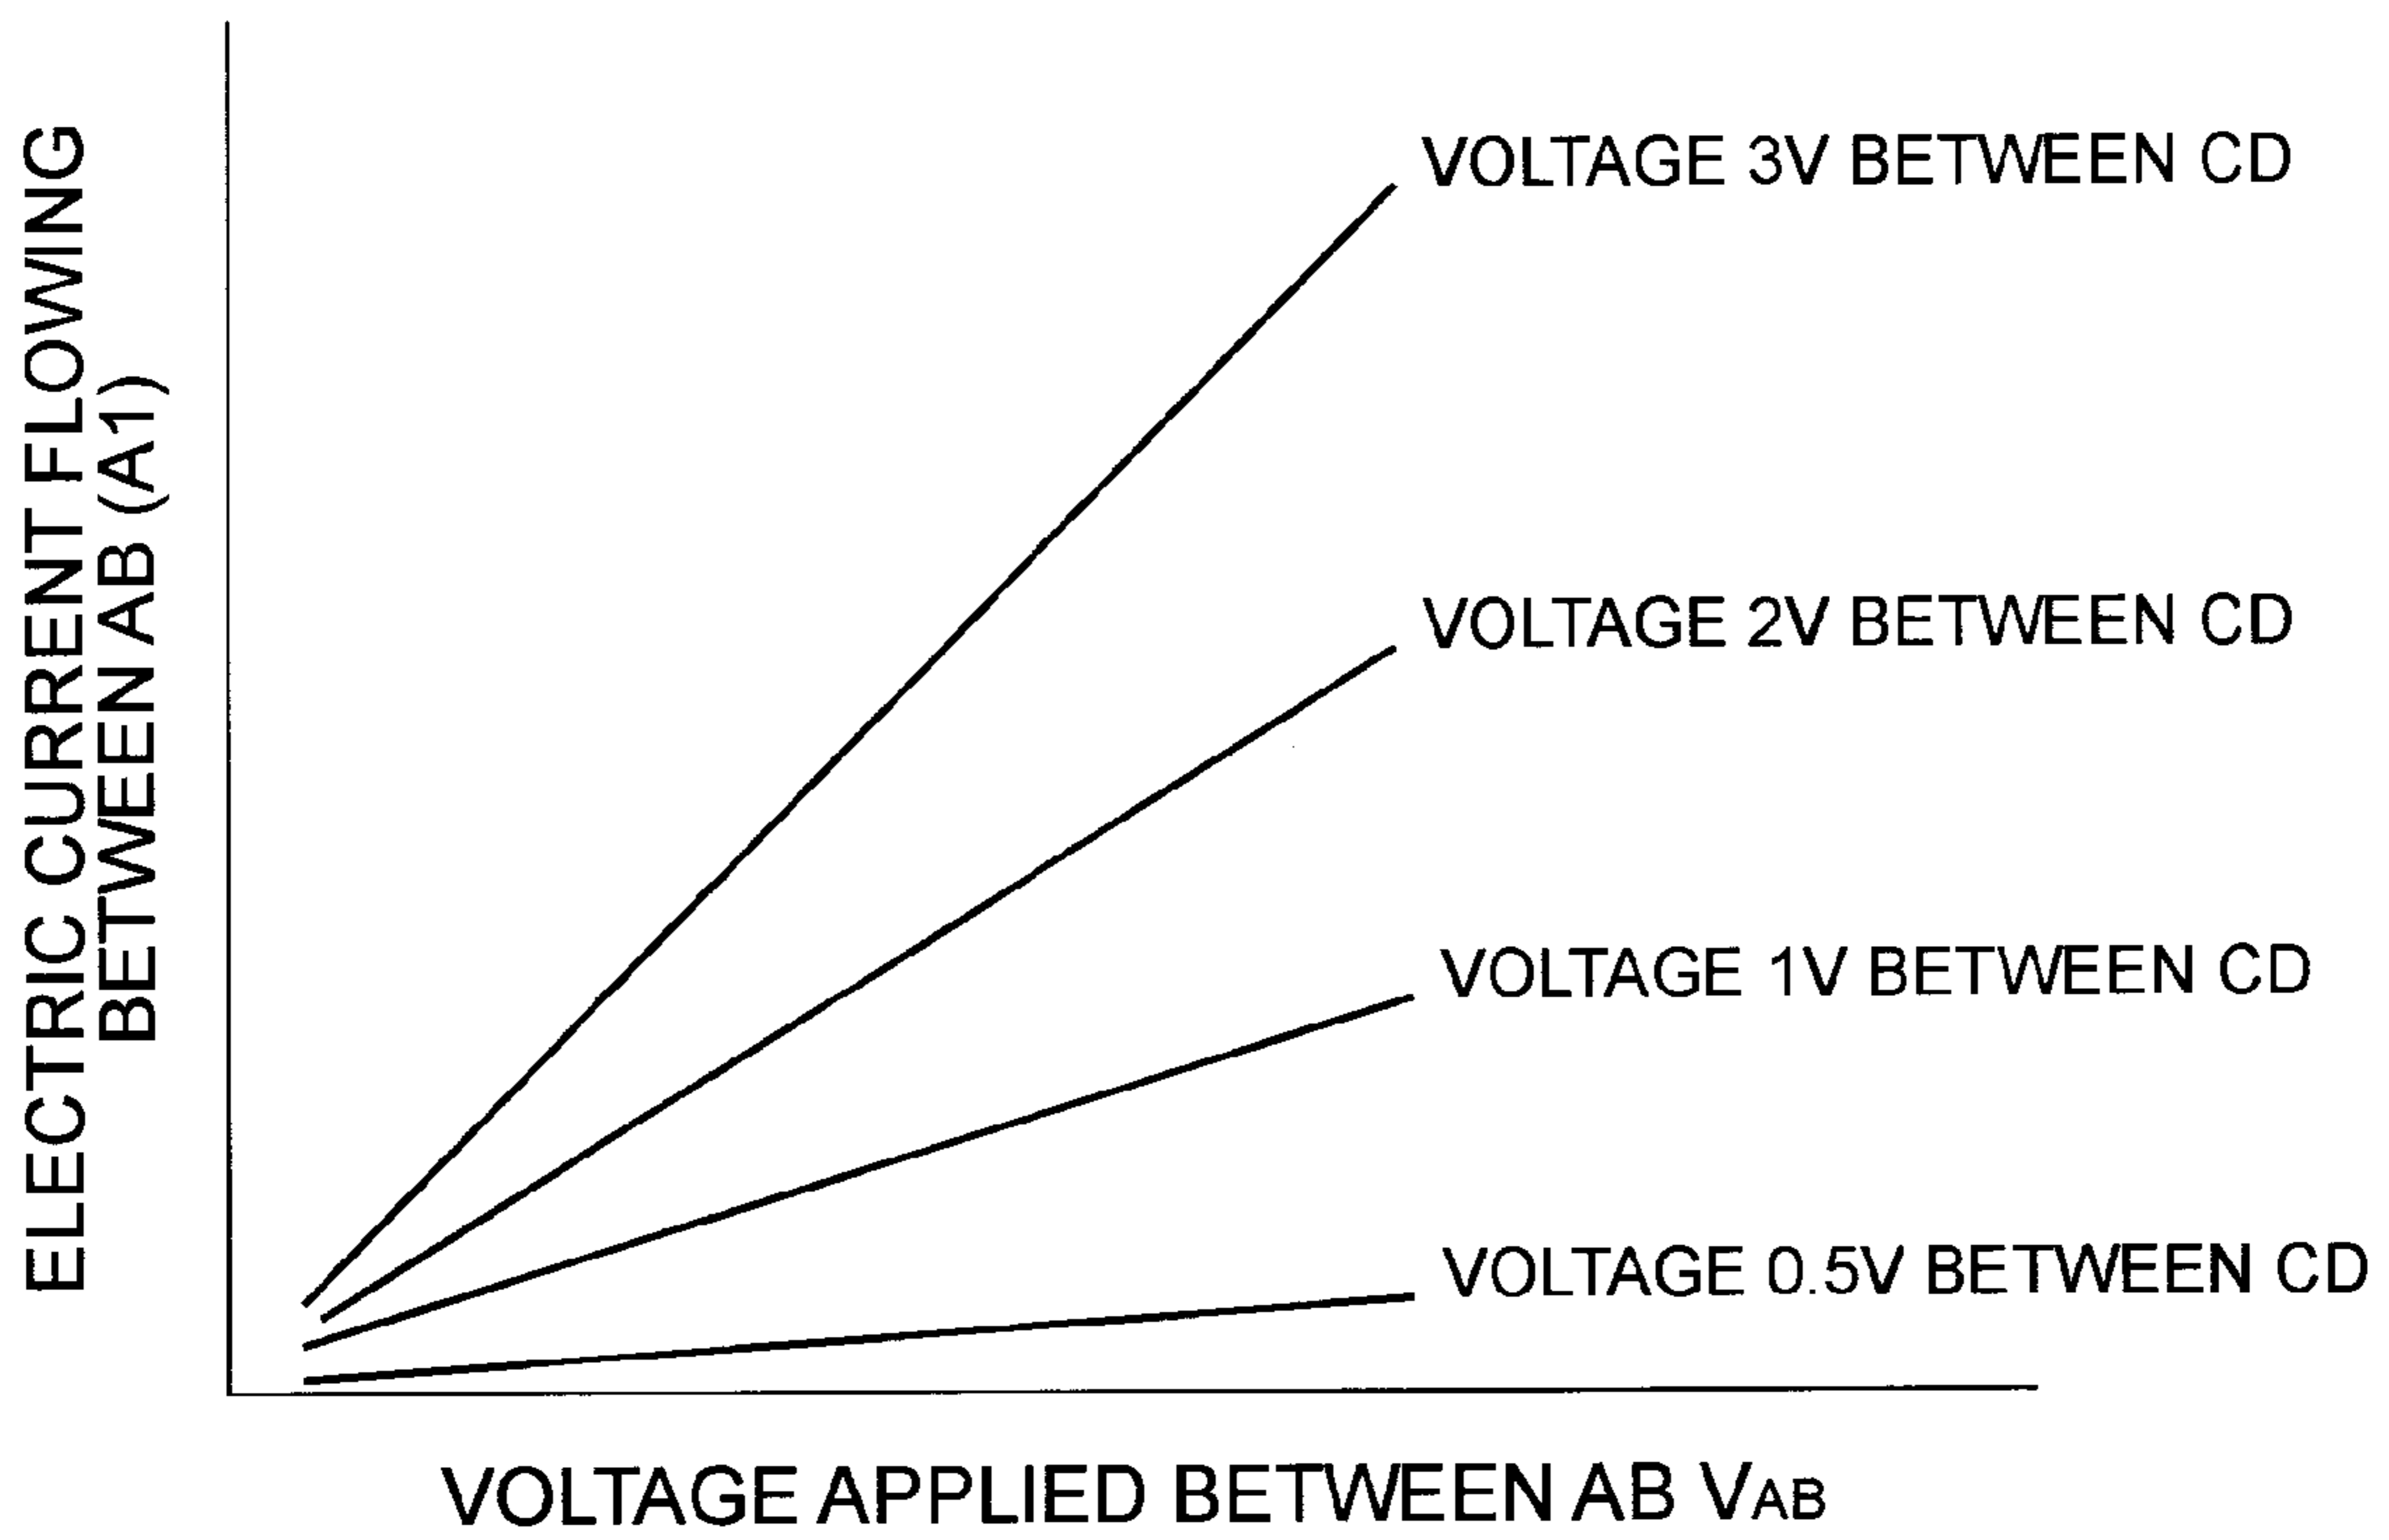 ELECTRIC CURRENT FLOWING
BETWEEN AB (A1)
VOLTAGE 3V BETWEEN CD
VOLTAGE 2V BETWEEN CD
VOLTAGE 1V BETWEEN CD
VOLTAGE 0.5V BETWEEN CD
VOLTAGE APPLIED BETWEEN AB VAB